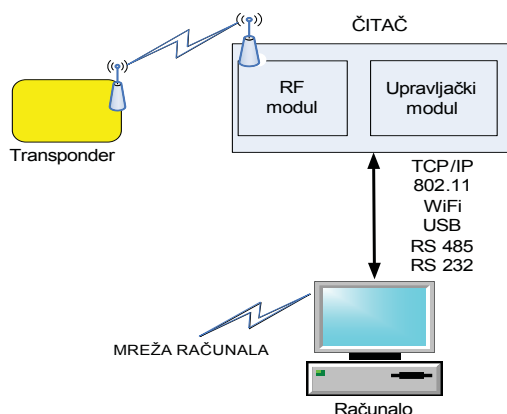 ČITAČ
RF
modul
Upravljački
modul
Transponder
TCP/IP
802.11
WiFi
USB
RS 485
RS 232
MREŽA RAČUNALA
Računalo